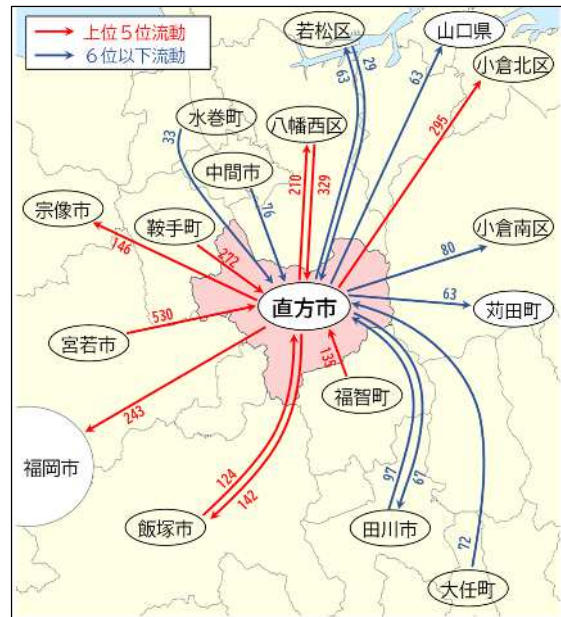 上位5位流動
6位以下流動
若松区
山口県
小倉北区
水巻町
八幡西区
中間市
宗像市
鞍手町
小倉南区
直方市
苅田町
宮若市
福智町
福岡市
飯塚市
田川市
大任町
33
76
63
29
63
295
210
329
146
272
80
63
530
135
243
124
142
97
67
72